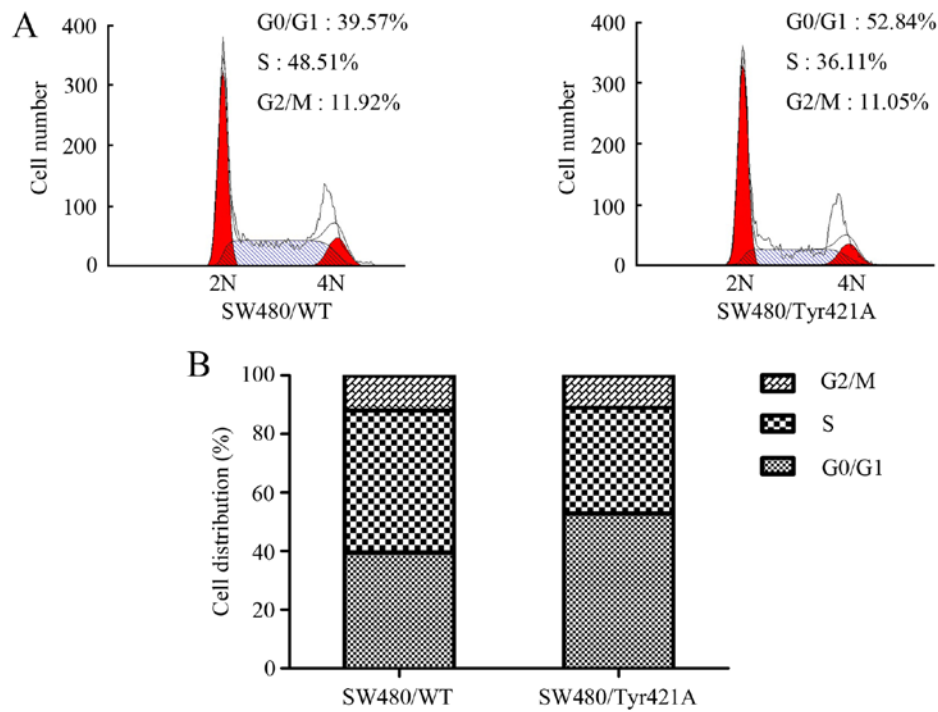 A
G0/G1 : 39.57%
S : 48.51%
G2/M : 11.92%
Cell number
400
300
200
100
0
2N
4N
SW480/WT
G0/G1 : 52.84%
S : 36.11%
G2/M : 11.05%
Cell number
400
300
200
100
0
2N
4N
SW480/Tyr421A
B
Cell distribution (%)
100
80
60
40
20
0
SW480/WT
SW480/Tyr421A
G2/M
S
G0/G1